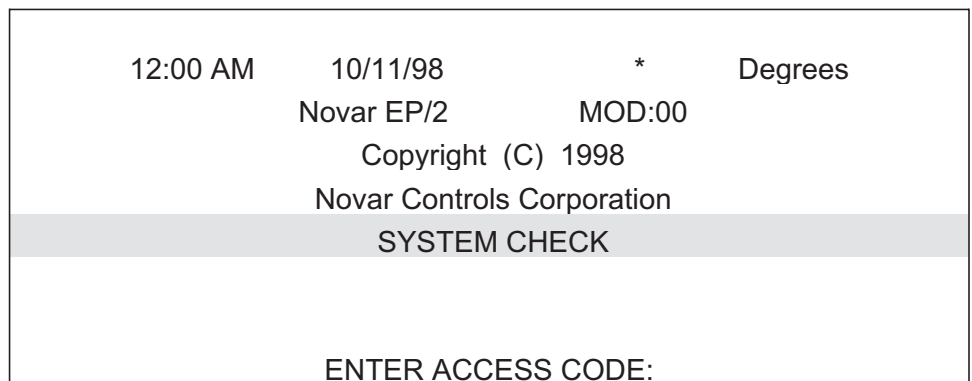 12:00 AM 10/11/98 * Degrees
Novar EP/2 MOD:00
Copyright (C) 1998
Novar Controls Corporation
SYSTEM CHECK
ENTER ACCESS CODE: